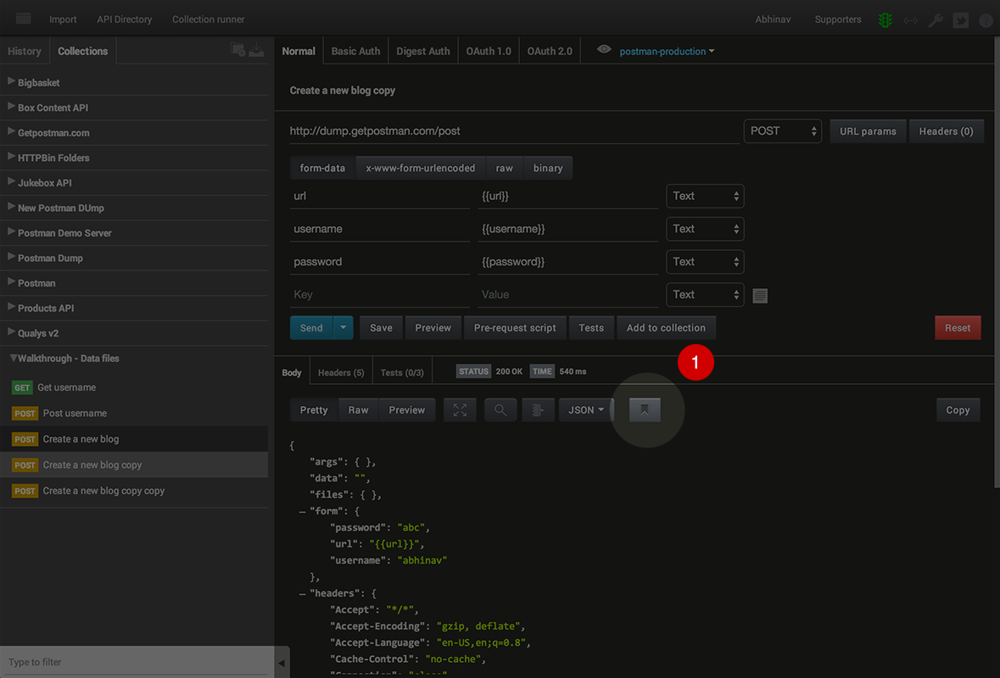 Import API Directory Collection runner Abhinav Supporters
History Collections
Bigbasket
Box Content API
Getpostman.com
HTTPBin Folders
Jukebox API
New Postman DUmp
Postman Demo Server
Postman Dump
Postman
Products API
Qualys v2
Walkthrough - Data files
GET Get username
POST Post username
POST Create a new blog
POST Create a new blog copy
POST Create a new blog copy copy
Type to filter
Normal Basic Auth Digest Auth OAuth 1.0 OAuth 2.0 postman-production
Create a new blog copy
http://dump.getpostman.com/post POST URL params Headers (0)
form-data x-www-form-urlencoded raw binary
url {{url}} Text
username {{username}} Text
password {{password}} Text
Key Value Text
Send Save Preview Pre-request script Tests Add to collection Reset
1
Body Headers (5) Tests (0/3) STATUS 200 OK TIME 540 ms
Pretty Raw Preview JSON Copy
{
"args": { },
"data": "",
"files": { },
– "form": {
"password": "abc",
"url": "{{url}}",
"username": "abhinav"
},
– "headers": {
"Accept": "*/*",
"Accept-Encoding": "gzip, deflate",
"Accept-Language": "en-US,en;q=0.8",
"Cache-Control": "no-cache",